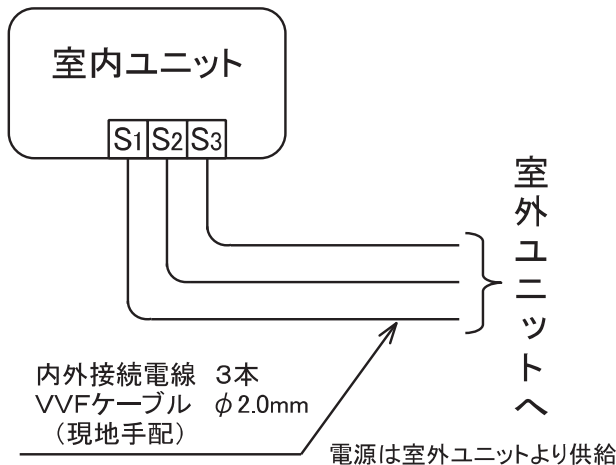 室内ユニット
S1 S2 S3
室外ユニットへ
内外接続電線 3本
VVFケーブル φ2.0mm
(現地手配)
電源は室外ユニットより供給